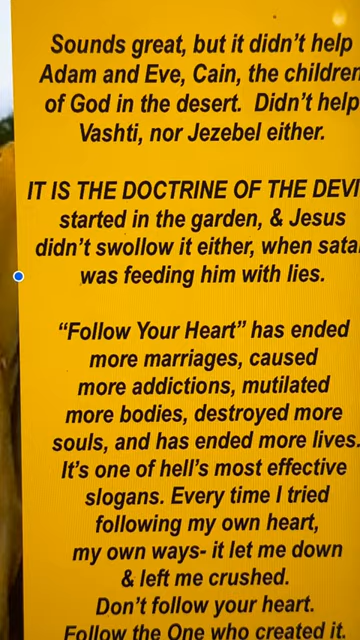 Sounds great, but it didn't help
Adam and Eve, Cain, the children
of God in the desert.  Didn't help
Vashti, nor Jezebel either.
IT IS THE DOCTRINE OF THE DEVI
started in the garden, & Jesus
didn't swollow it either, when sata
was feeding him with lies.
“Follow Your Heart” has ended
more marriages, caused
more addictions, mutilated
more bodies, destroyed more
souls, and has ended more lives.
It's one of hell's most effective
slogans. Every time I tried
following my own heart,
my own ways- it let me down
& left me crushed.
Don't follow your heart.
Follow the One who created it.